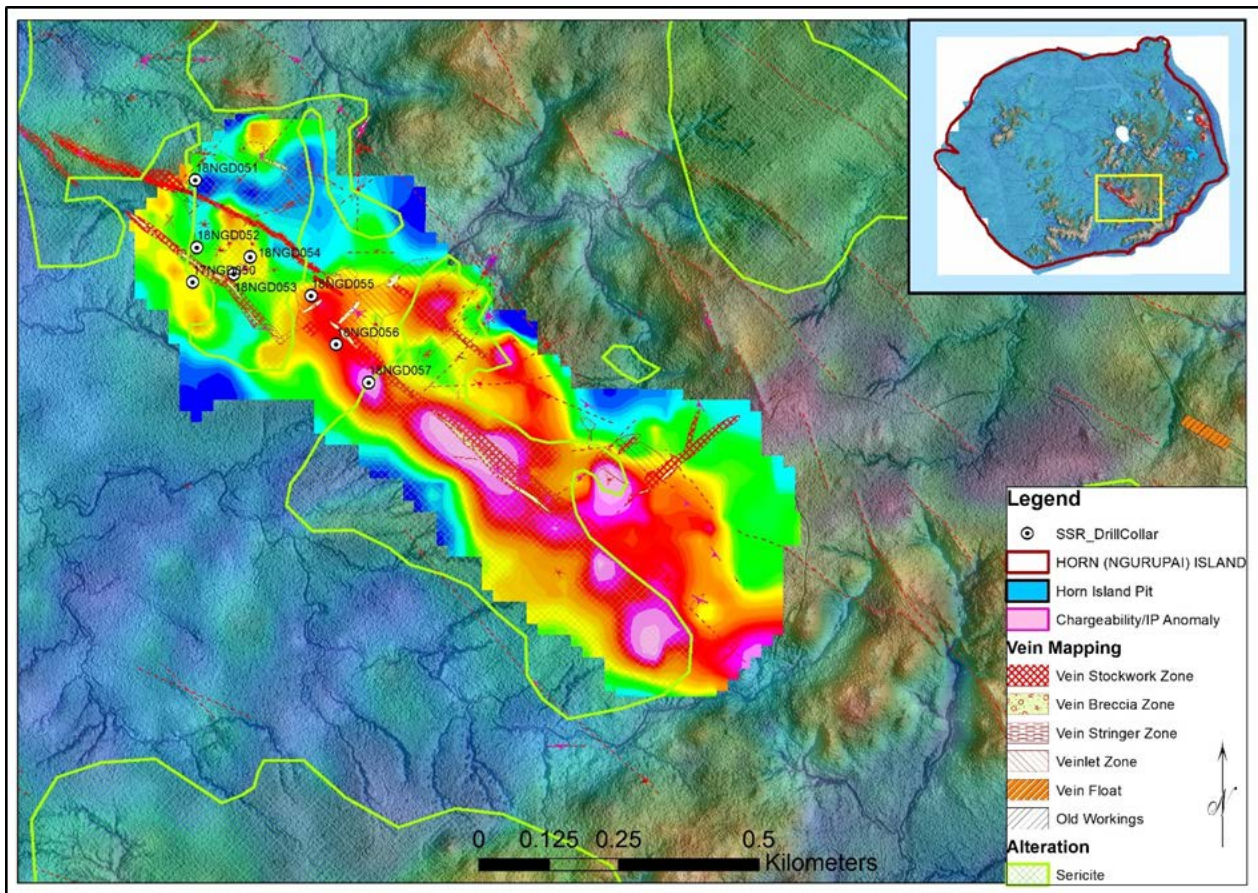 18NGD051
18NGD052
18NGD054
17NGD050
18NGD053
18NGD055
18NGD056
18NGD057
Legend
SSR_DrillCollar
HORN (NGURUPAI) ISLAND
Horn Island Pit
Chargeability/IP Anomaly
Vein Mapping
Vein Stockwork Zone
Vein Breccia Zone
Vein Stringer Zone
Veinlet Zone
Vein Float
Old Workings
Alteration
Sericite
N
0 0.125 0.25 0.5
Kilometers